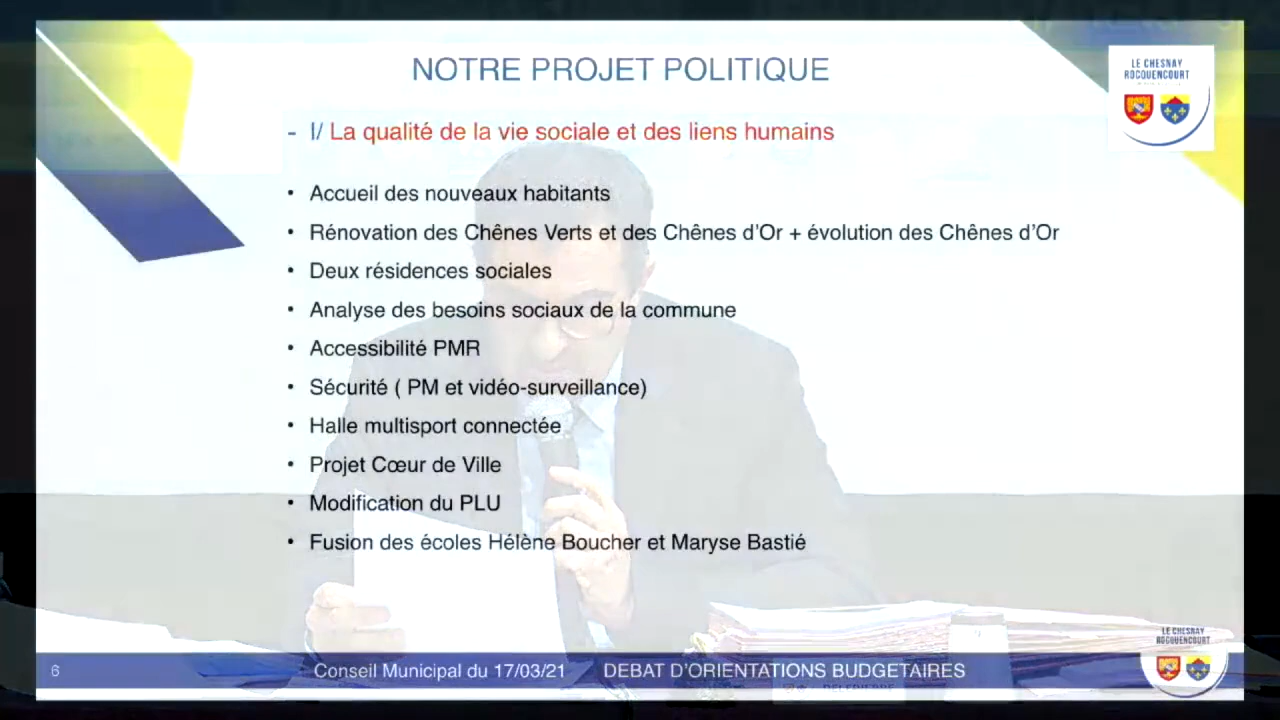 NOTRE PROJET POLITIQUE
LE CHESNAY
ROCQUENCOURT
- I/ La qualité de la vie sociale et des liens humains
• Accueil des nouveaux habitants
• Rénovation des Chênes Verts et des Chênes d'Or + évolution des Chênes d'Or
• Deux résidences sociales
• Analyse des besoins sociaux de la commune
• Accessibilité PMR
• Sécurité ( PM et vidéo-surveillance)
• Halle multisport connectée
• Projet Cœur de Ville
• Modification du PLU
• Fusion des écoles Hélène Boucher et Maryse Bastié
6 Conseil Municipal du 17/03/21 DEBAT D'ORIENTATIONS BUDGETAIRES
LE CHESNAY
ROCQUENCOURT